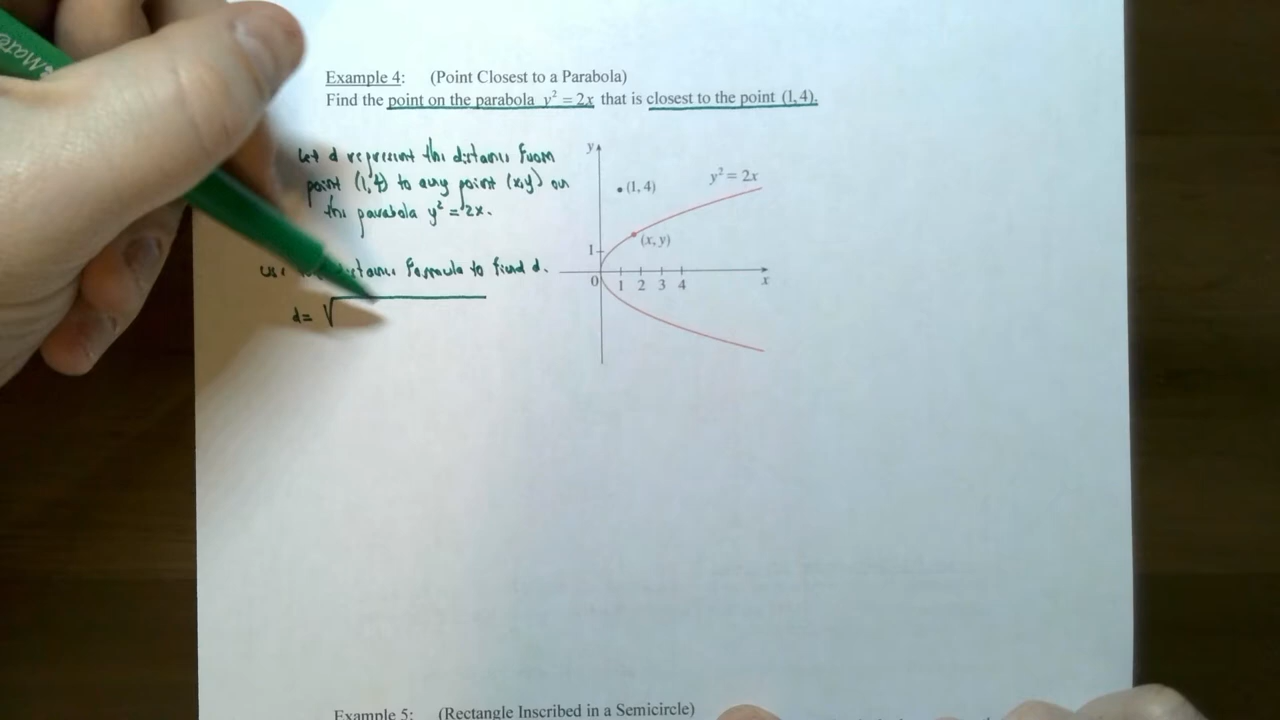 Example 4: (Point Closest to a Parabola)
Find the point on the parabola y² = 2x that is closest to the point (1, 4).
Let d represent the distance from
point (1,4) to any point (x,y) on
the parabola y² = 2x.
use formula to find d.
d= √
y
(1, 4)
y² = 2x
(x, y)
1
0 1 2 3 4 x
Example 5: (Rectangle Inscribed in a Semicircle)